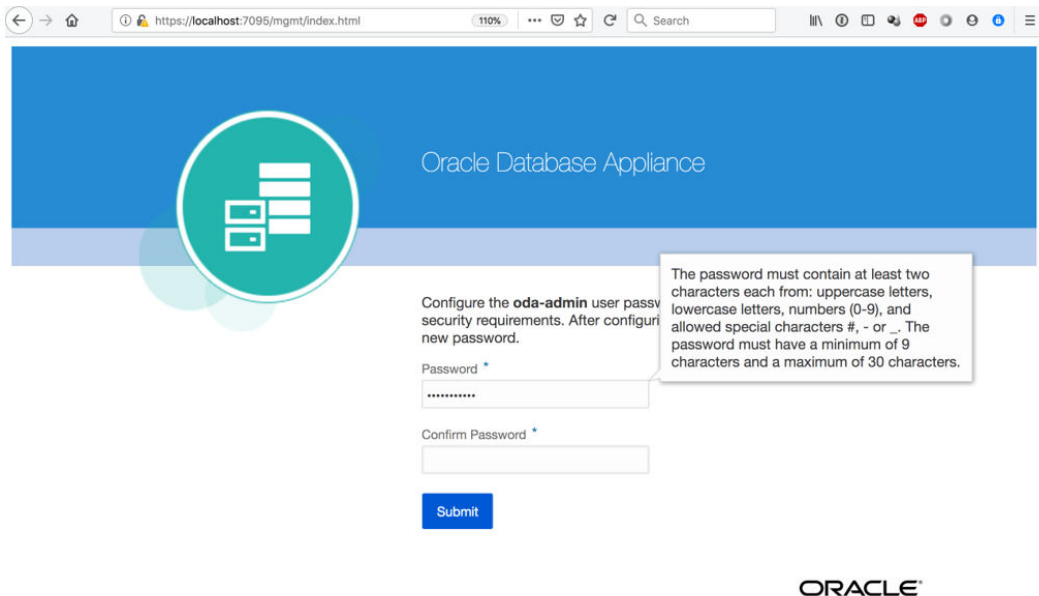 https://localhost:7095/mgmt/index.html
110%
Search
ABP
Oracle Database Appliance
The password must contain at least two
characters each from: uppercase letters,
lowercase letters, numbers (0-9), and
allowed special characters #, - or _. The
password must have a minimum of 9
characters and a maximum of 30 characters.
Configure the oda-admin user passw
security requirements. After configuri
new password.
Password *
•••••••••••
Confirm Password *
Submit
ORACLE®